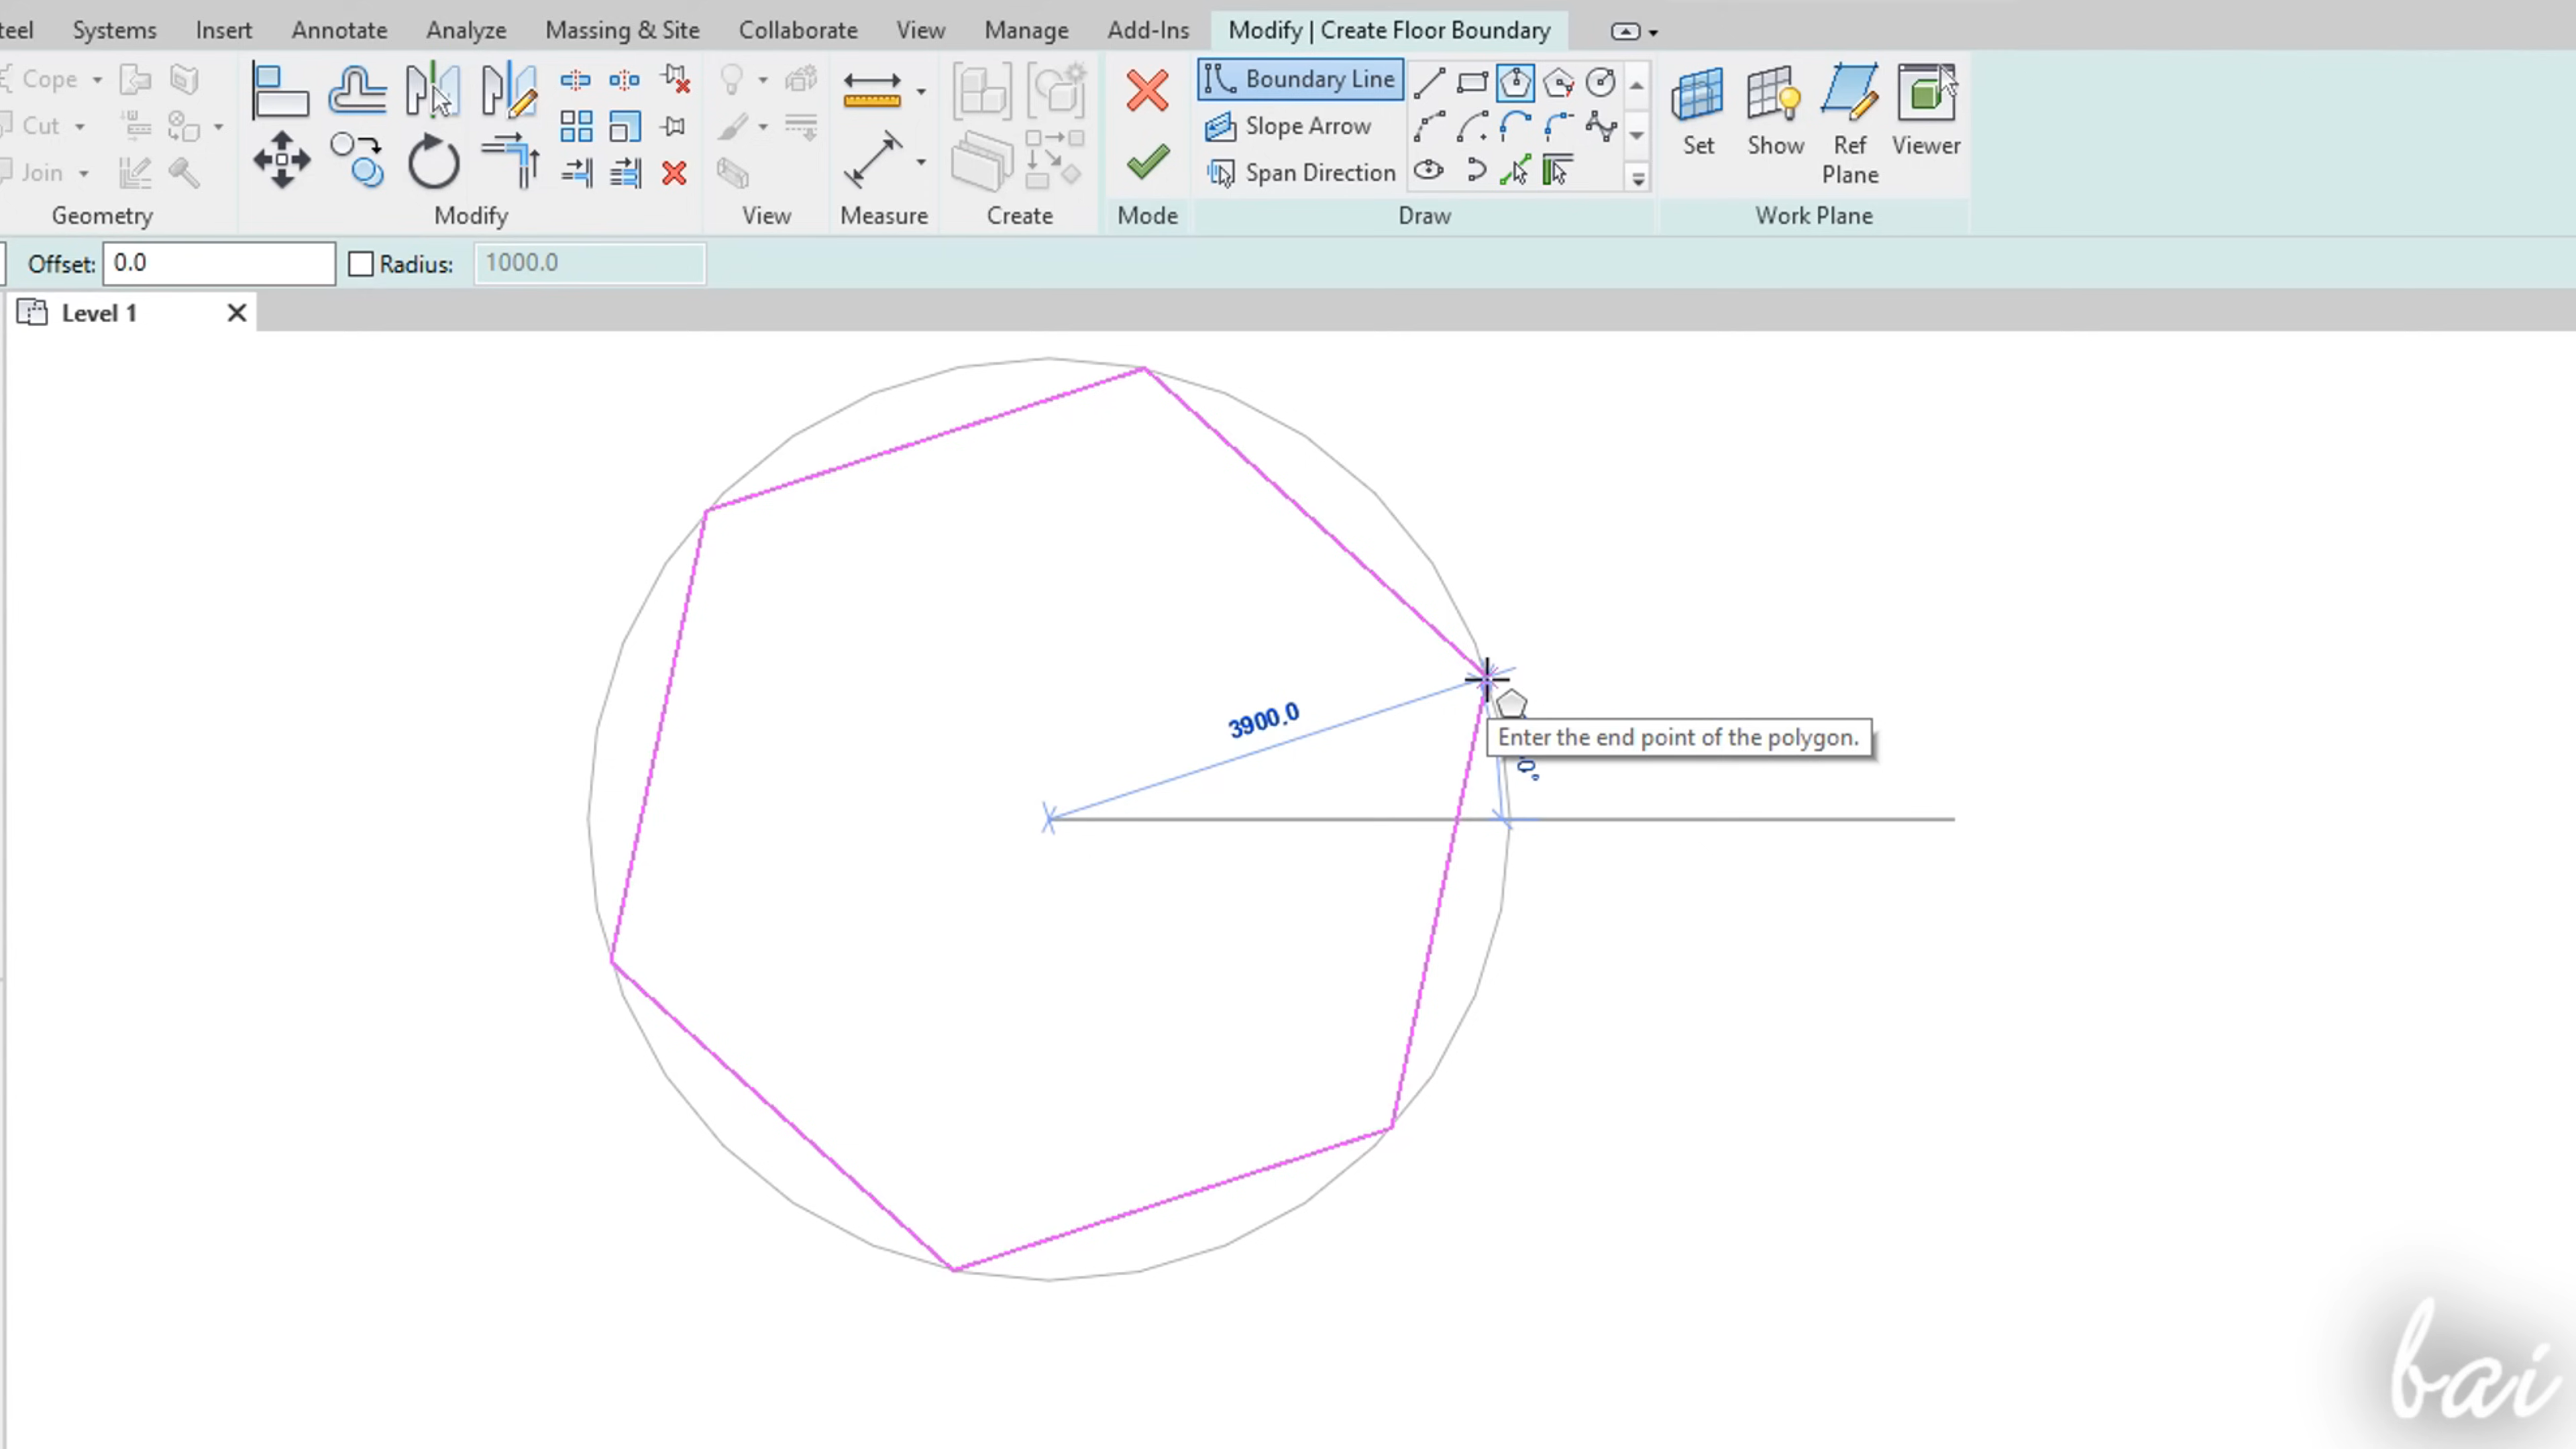 teel Systems Insert Annotate Analyze Massing & Site Collaborate View Manage Add-Ins Modify | Create Floor Boundary
Cope
Cut
Join
Geometry
Modify
View
Measure
Create
Mode
Boundary Line
Slope Arrow
Span Direction
Draw
Set
Show
Ref
Plane
Viewer
Work Plane
Offset: 0.0 Radius: 1000.0
Level 1
3900.0
Enter the end point of the polygon.
bai